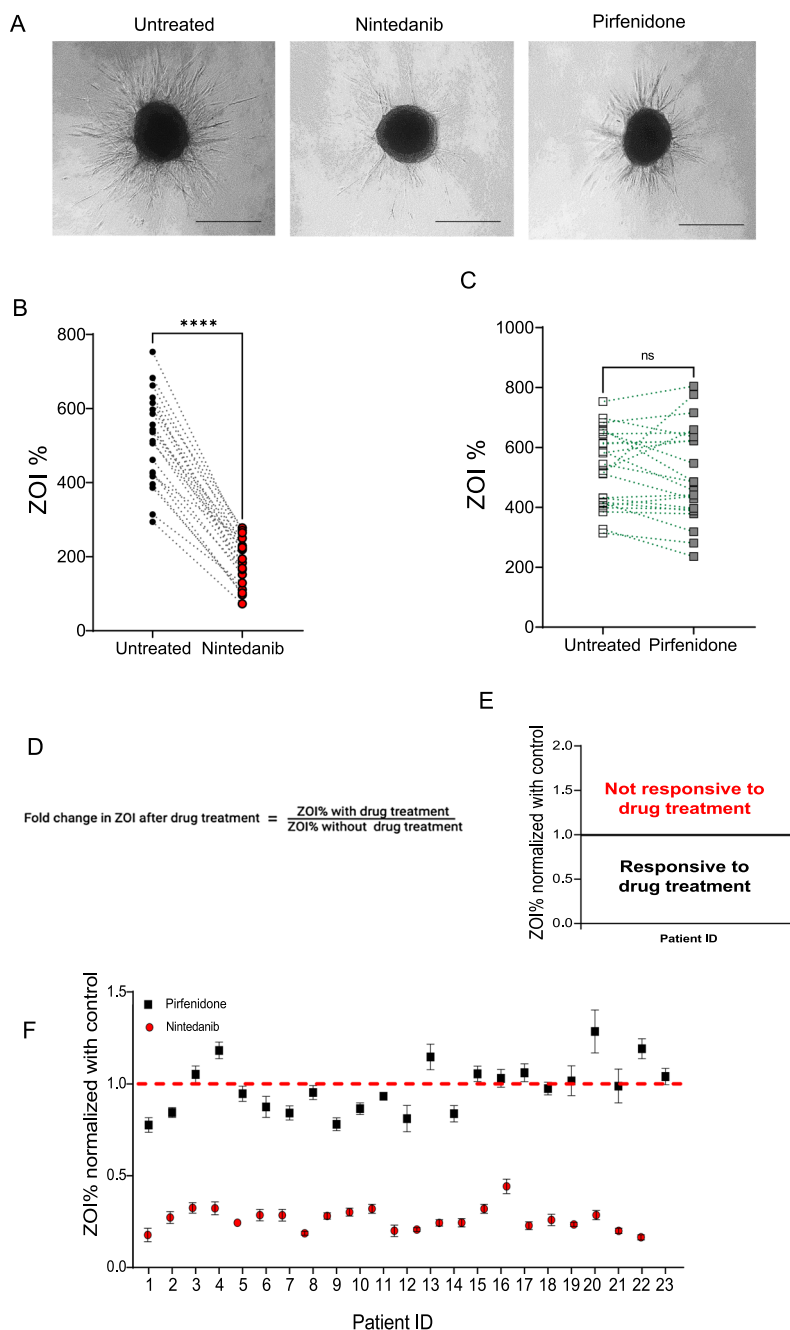 A
Untreated
Nintedanib
Pirfenidone
B
800
600
400
200
0
ZOI %
****
Untreated
Nintedanib
C
1000
800
600
400
200
0
ZOI %
ns
Untreated
Pirfenidone
D
Fold change in ZOI after drug treatment = ZOI% with drug treatment
ZOI% without drug treatment
E
2.0
1.5
1.0
0.5
0.0
ZOI% normalized with control
Not responsive to
drug treatment
Responsive to
drug treatment
Patient ID
F
1.5
1.0
0.5
0.0
ZOI% normalized with control
Pirfenidone
Nintedanib
1 2 3 4 5 6 7 8 9 10 11 12 13 14 15 16 17 18 19 20 21 22 23
Patient ID